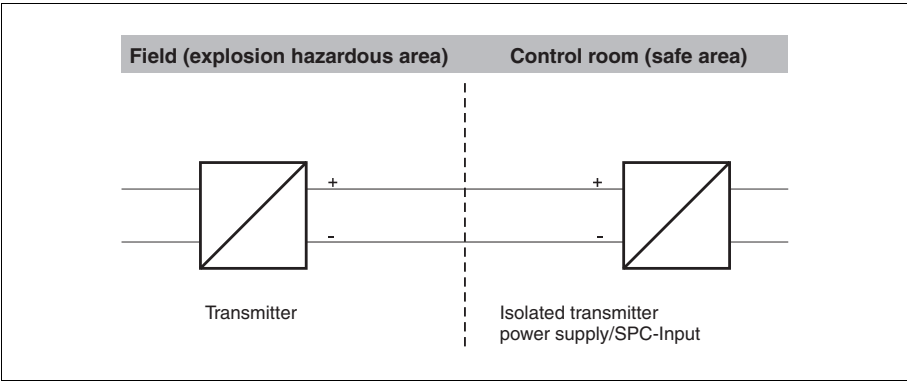 Field (explosion hazardous area)
Control room (safe area)
+
+
-
-
Transmitter
Isolated transmitter
power supply/SPC-Input